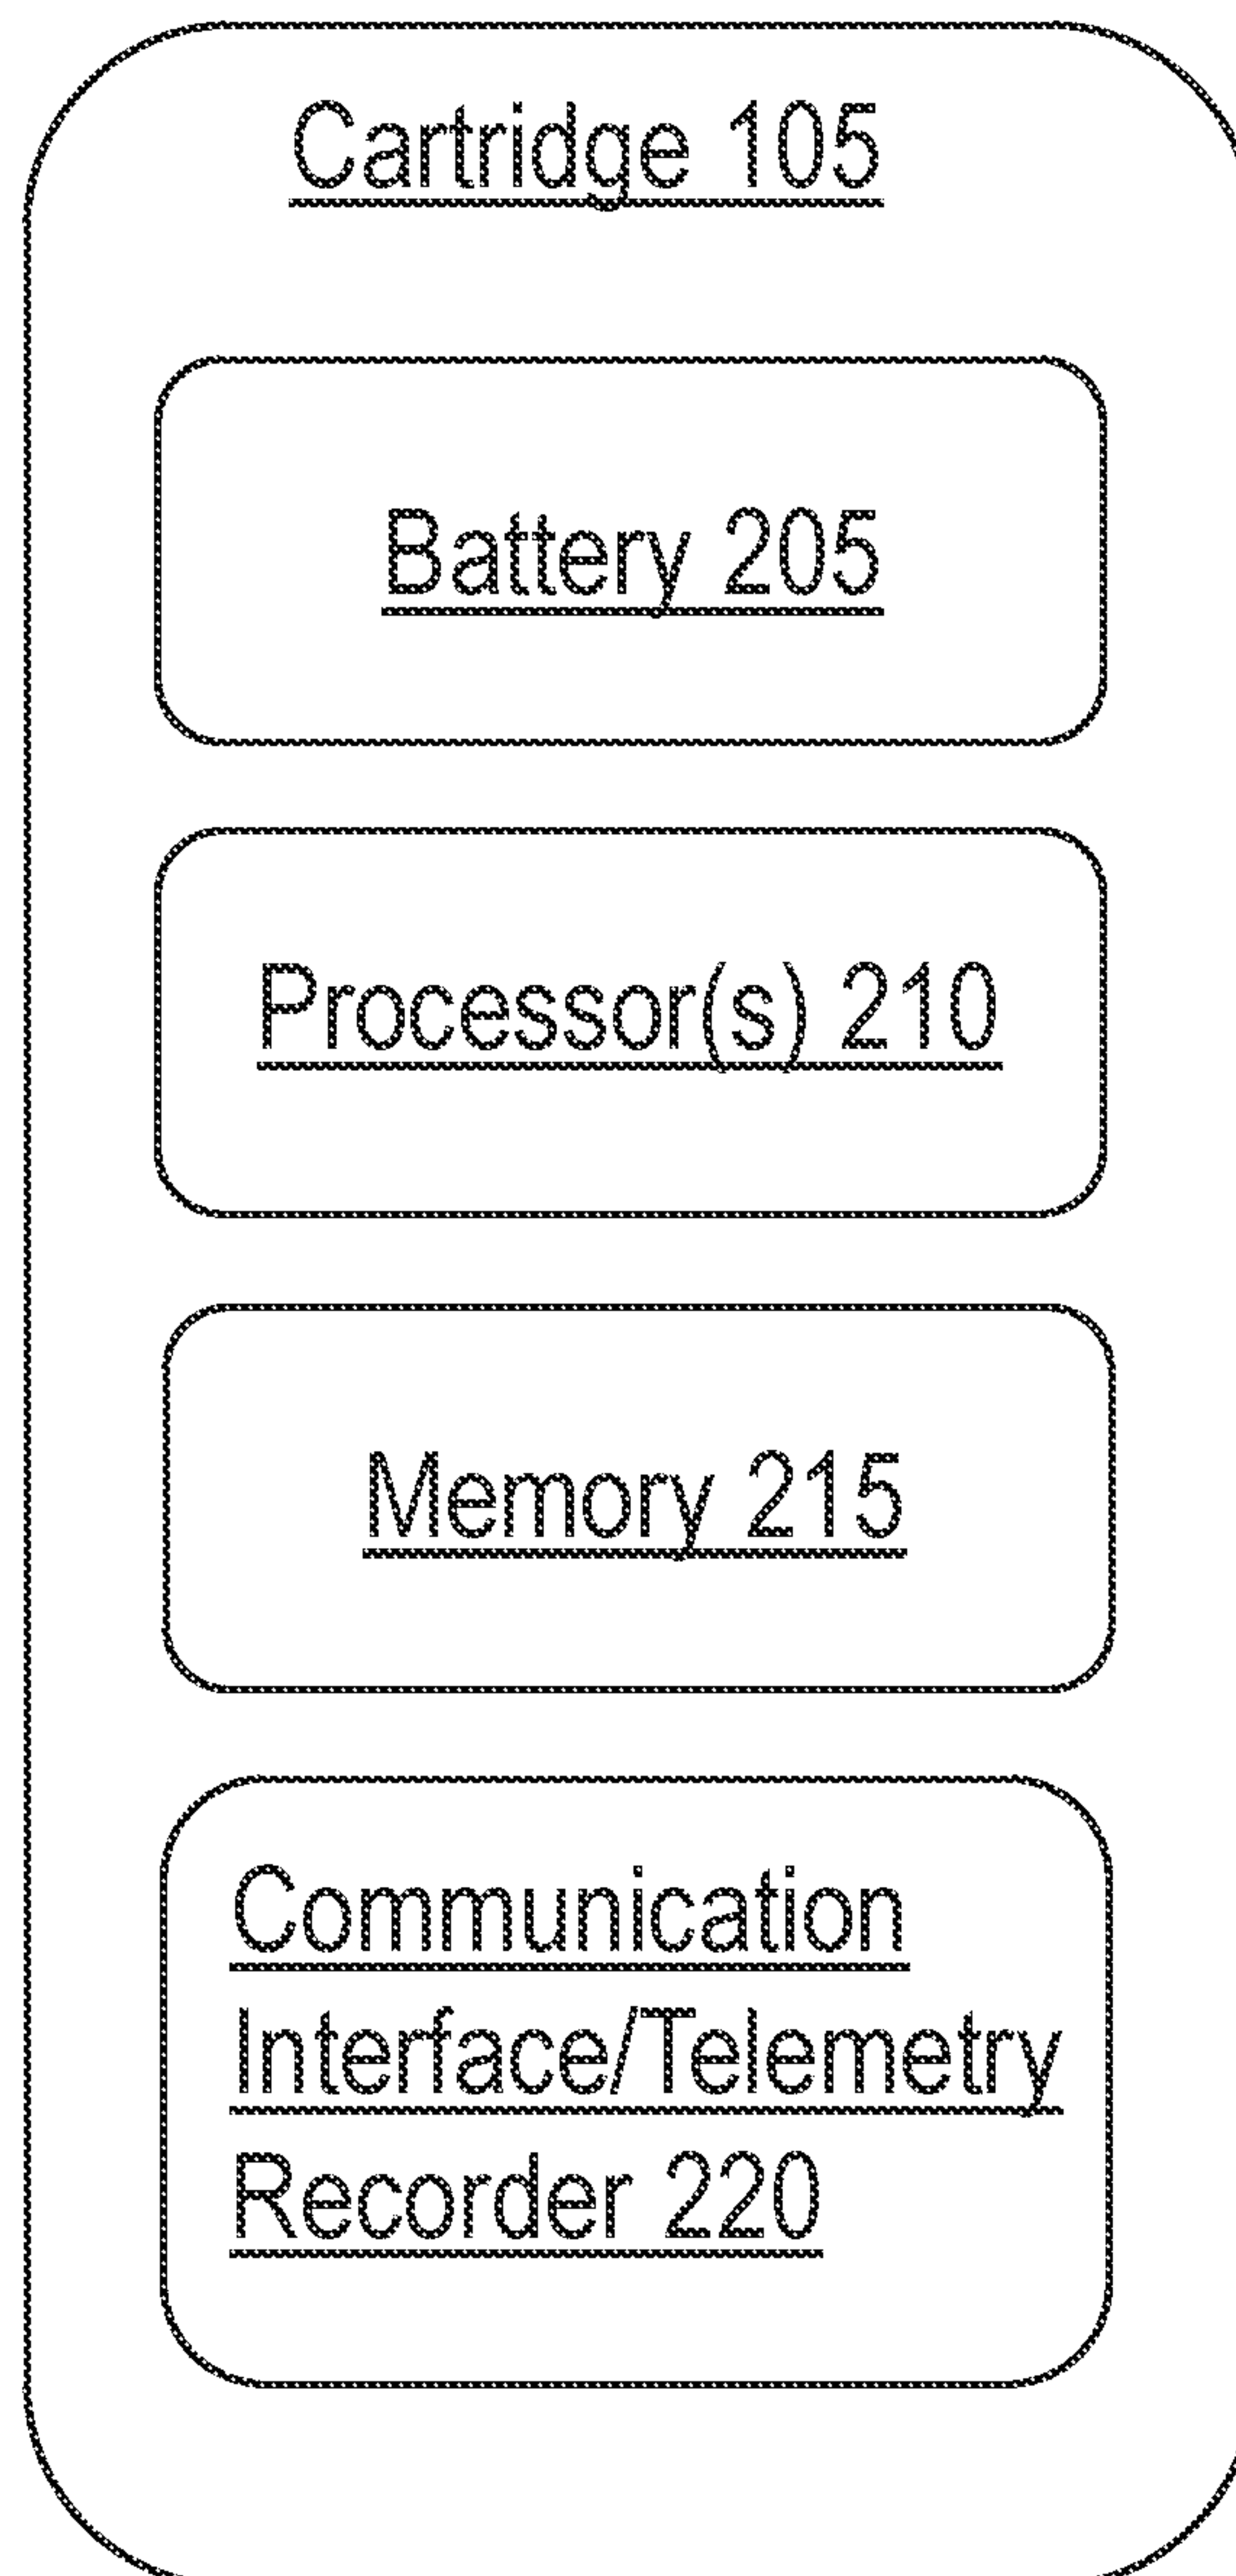 Cartridge 105
Battery 205
Processor(s) 210
Memory 215
Communication
Interface/Telemetry
Recorder 220